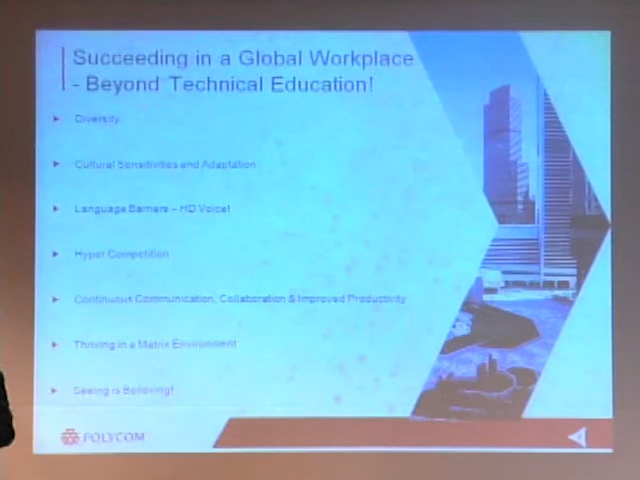 Succeeding in a Global Workplace
- Beyond Technical Education!
Diversity
Cultural Sensitivities and Adaptation
Language Barriers – HD Voice!
Hyper Competition
Continuous Communication, Collaboration & Improved Productivity
Thriving in a Matrix Environment
Seeing is Believing!
POLYCOM